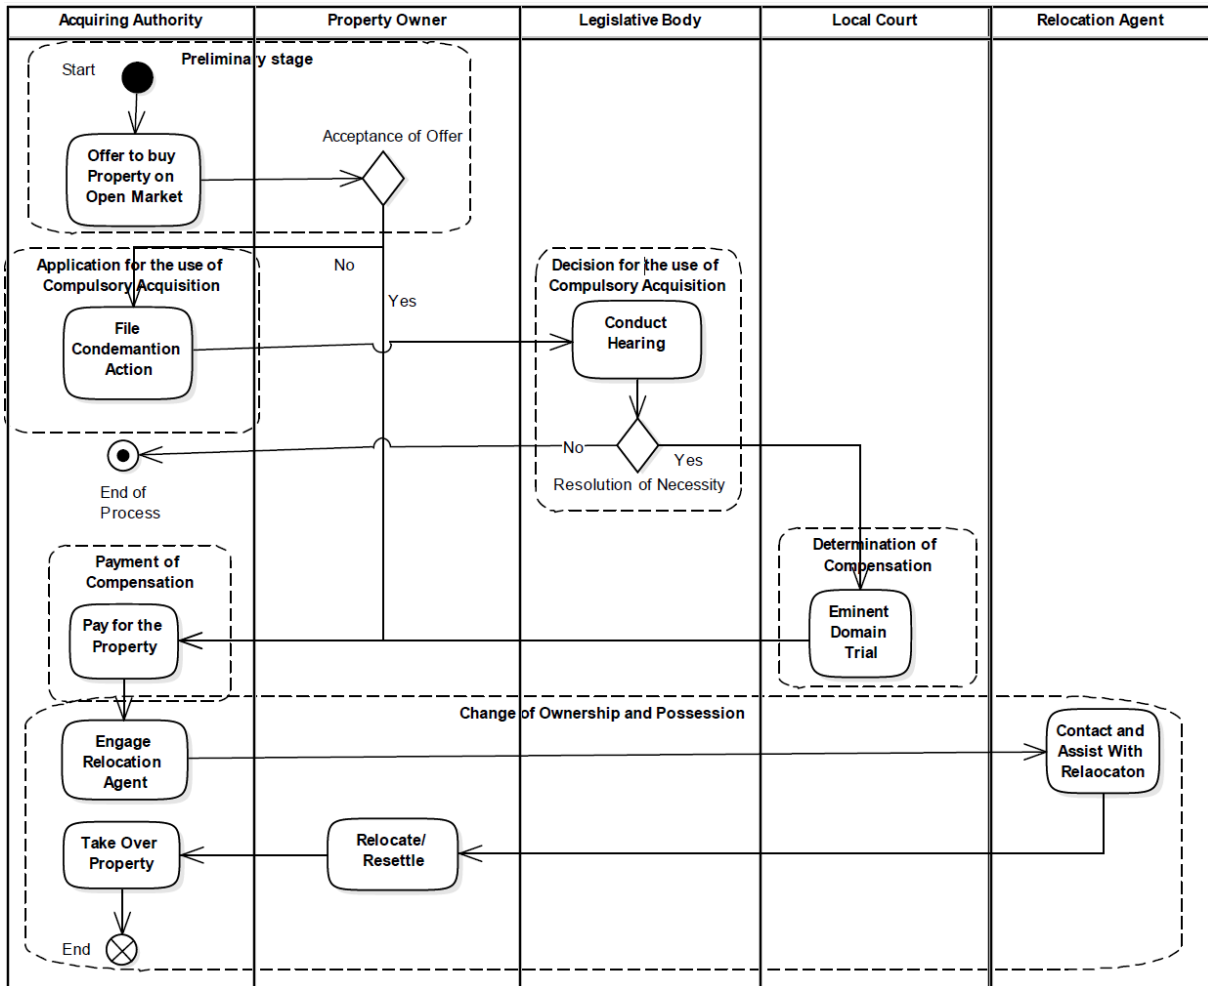 Acquiring Authority
Property Owner
Legislative Body
Local Court
Relocation Agent
Preliminary stage
Start
Acceptance of Offer
Offer to buy
Property on
Open Market
Application for the use of
Compulsory Acquisition
No
Yes
Decision for the use of
Compulsory Acquisition
File
Condemantion
Action
Conduct
Hearing
No
Yes
Resolution of Necessity
End of
Process
Determination of
Compensation
Payment of
Compensation
Pay for the
Property
Eminent
Domain
Trial
Change of Ownership and Possession
Engage
Relocation
Agent
Contact and
Assist With
Relaocaton
Take Over
Property
Relocate/
Resettle
End